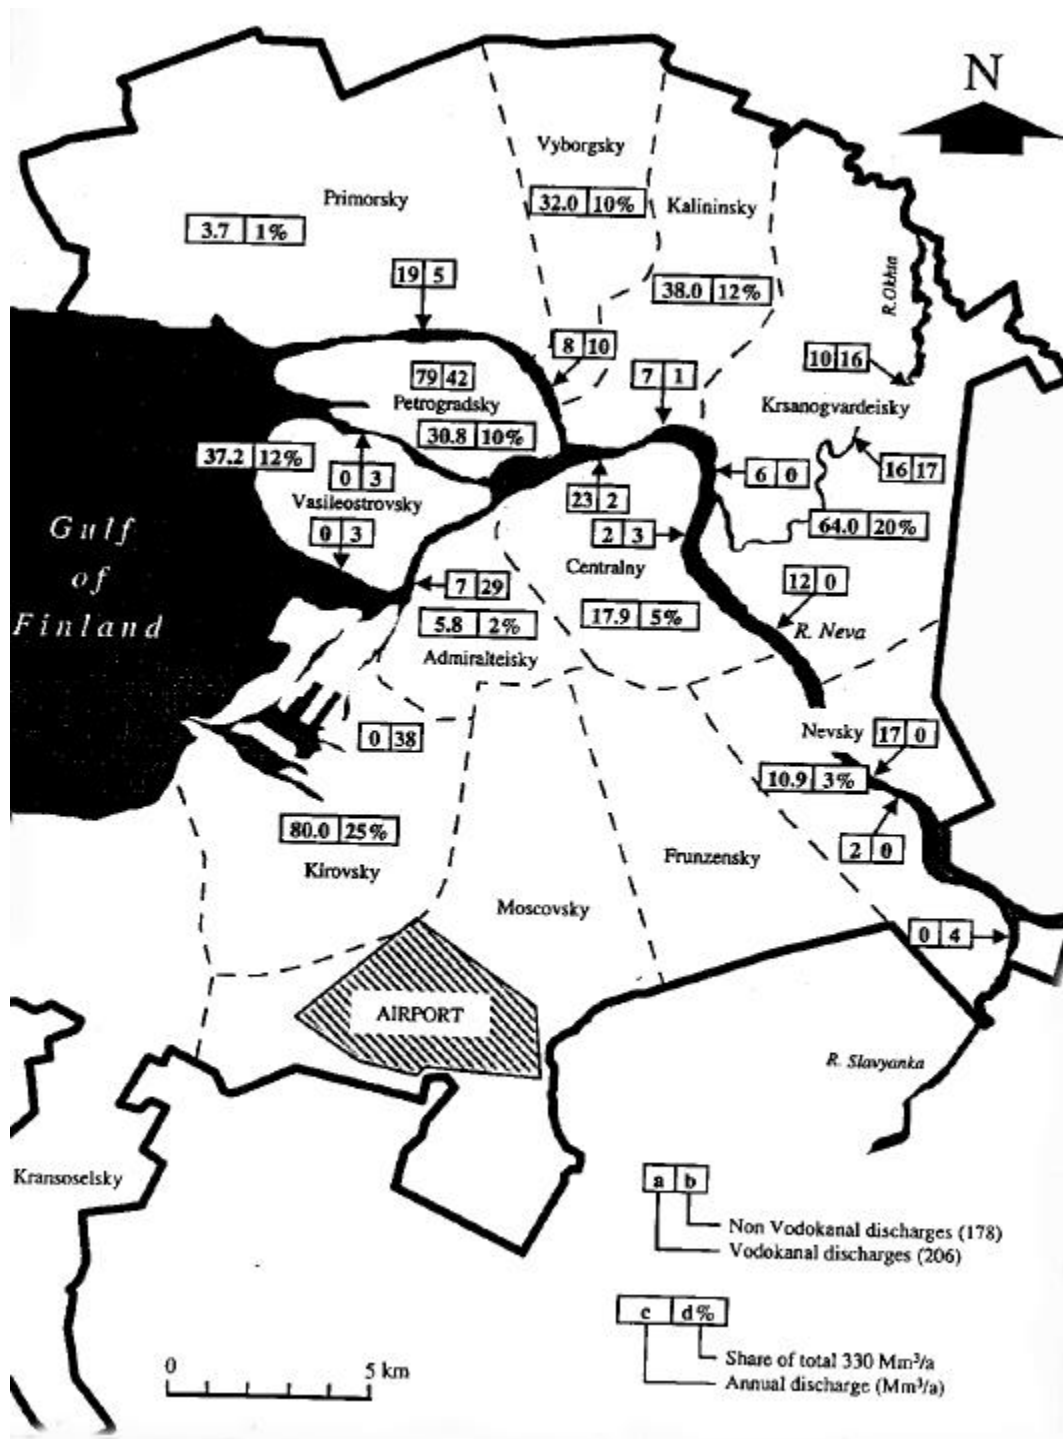 N
Vyborgsky
32.0 10%
Kalininsky
Primorsky
3.7 1%
R.Okhta
19 5
38.0 12%
8 10
10 16
7 1
79 42
Petrogradsky
30.8 10%
Krsanogvardeisky
37.2 12%
0 3
Vasileostrovsky
16 17
6 0
23 2
64.0 20%
0 3
2 3
Gulf
of
Finland
Centralny
7 29
12 0
5.8 2%
17.9 5%
R. Neva
Admiralteisky
0 38
Nevsky
17 0
10.9 3%
80.0 25%
Kirovsky
2 0
Frunzensky
Moscovsky
0 4
AIRPORT
R. Slavyanka
Kransoselsky
a b
Non Vodokanal discharges (178)
Vodokanal discharges (206)
c d%
Share of total 330 Mm³/a
Annual discharge (Mm³/a)
0 5 km